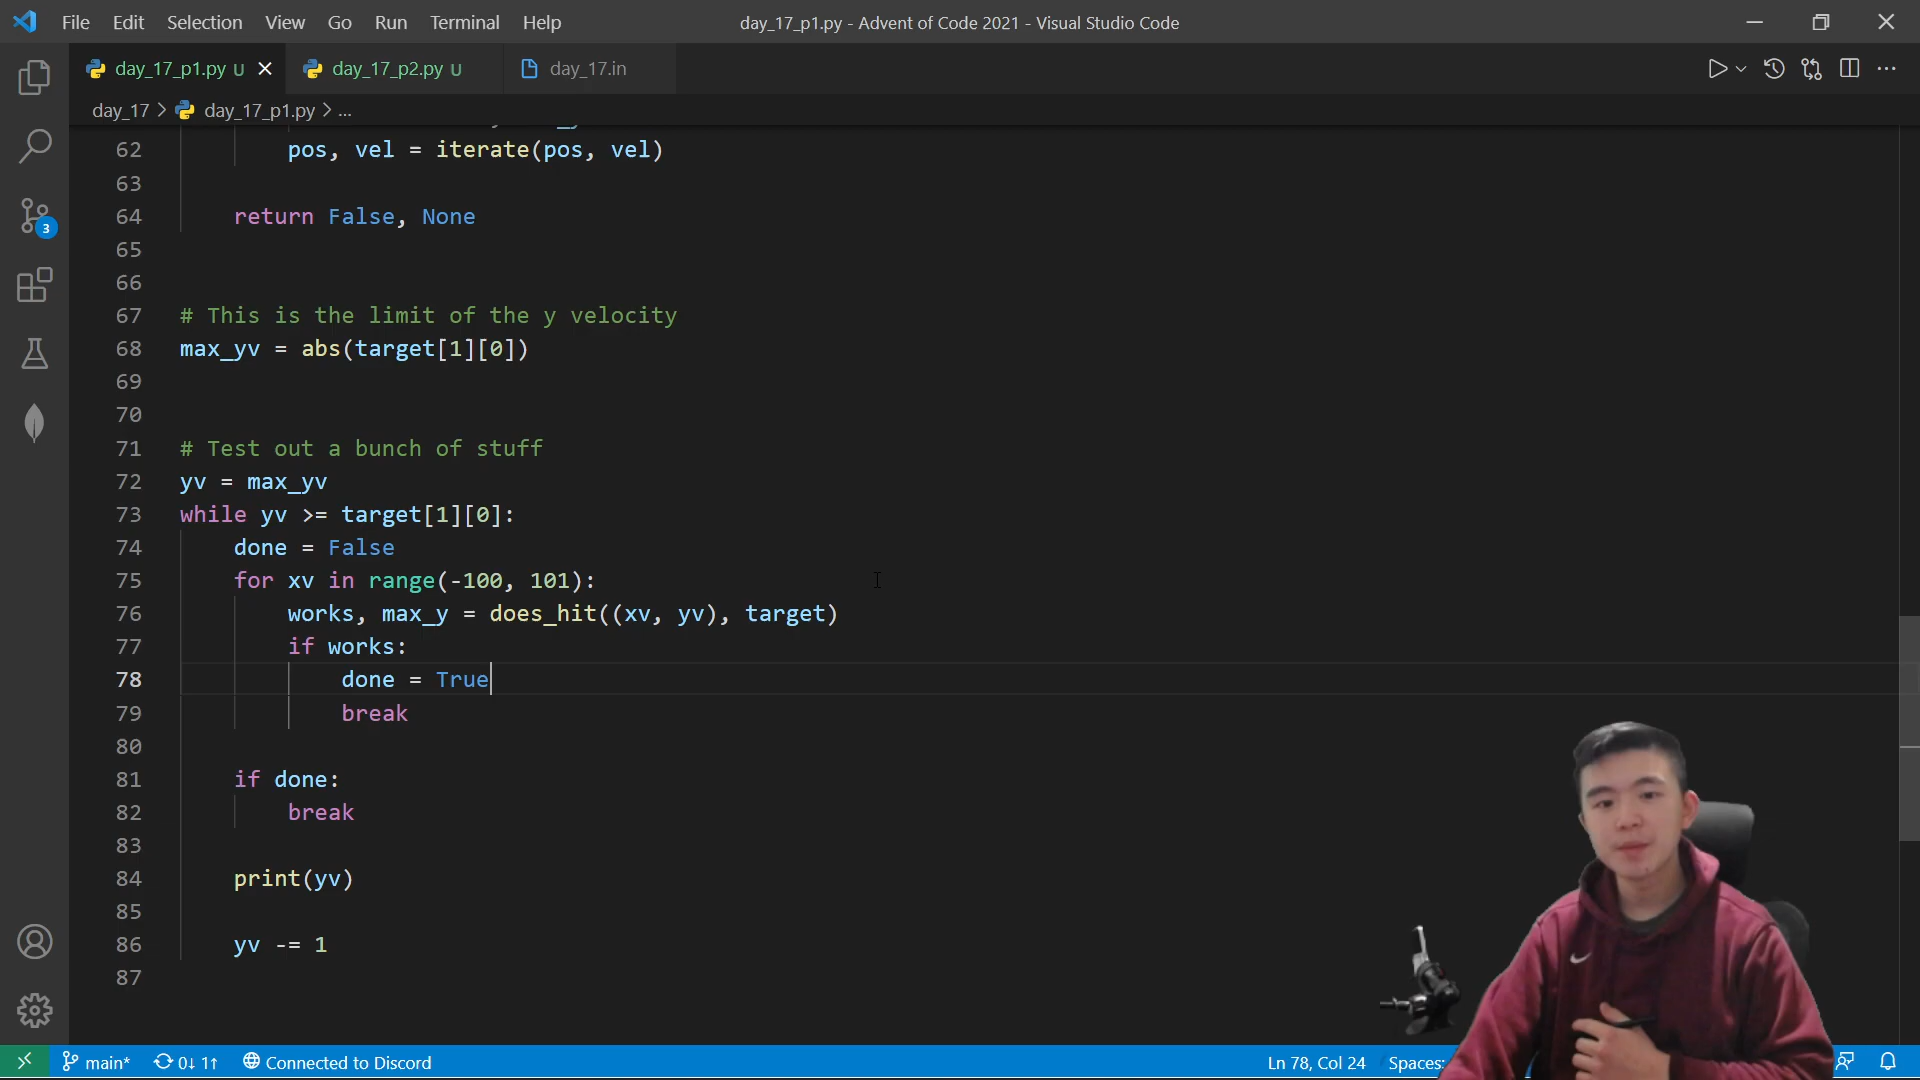 File Edit Selection View Go Run Terminal Help day_17_p1.py - Advent of Code 2021 - Visual Studio Code
day_17_p1.py U day_17_p2.py U day_17.in
day_17 > day_17_p1.py > ...
62 pos, vel = iterate(pos, vel)
63
64 return False, None
65
66
67 # This is the limit of the y velocity
68 max_yv = abs(target[1][0])
69
70
71 # Test out a bunch of stuff
72 yv = max_yv
73 while yv >= target[1][0]:
74 done = False
75 for xv in range(-100, 101):
76 works, max_y = does_hit((xv, yv), target)
77 if works:
78 done = True
79 break
80
81 if done:
82 break
83
84 print(yv)
85
86 yv -= 1
87
3
main* 0↓ 1↑ Connected to Discord Ln 78, Col 24 Spaces: